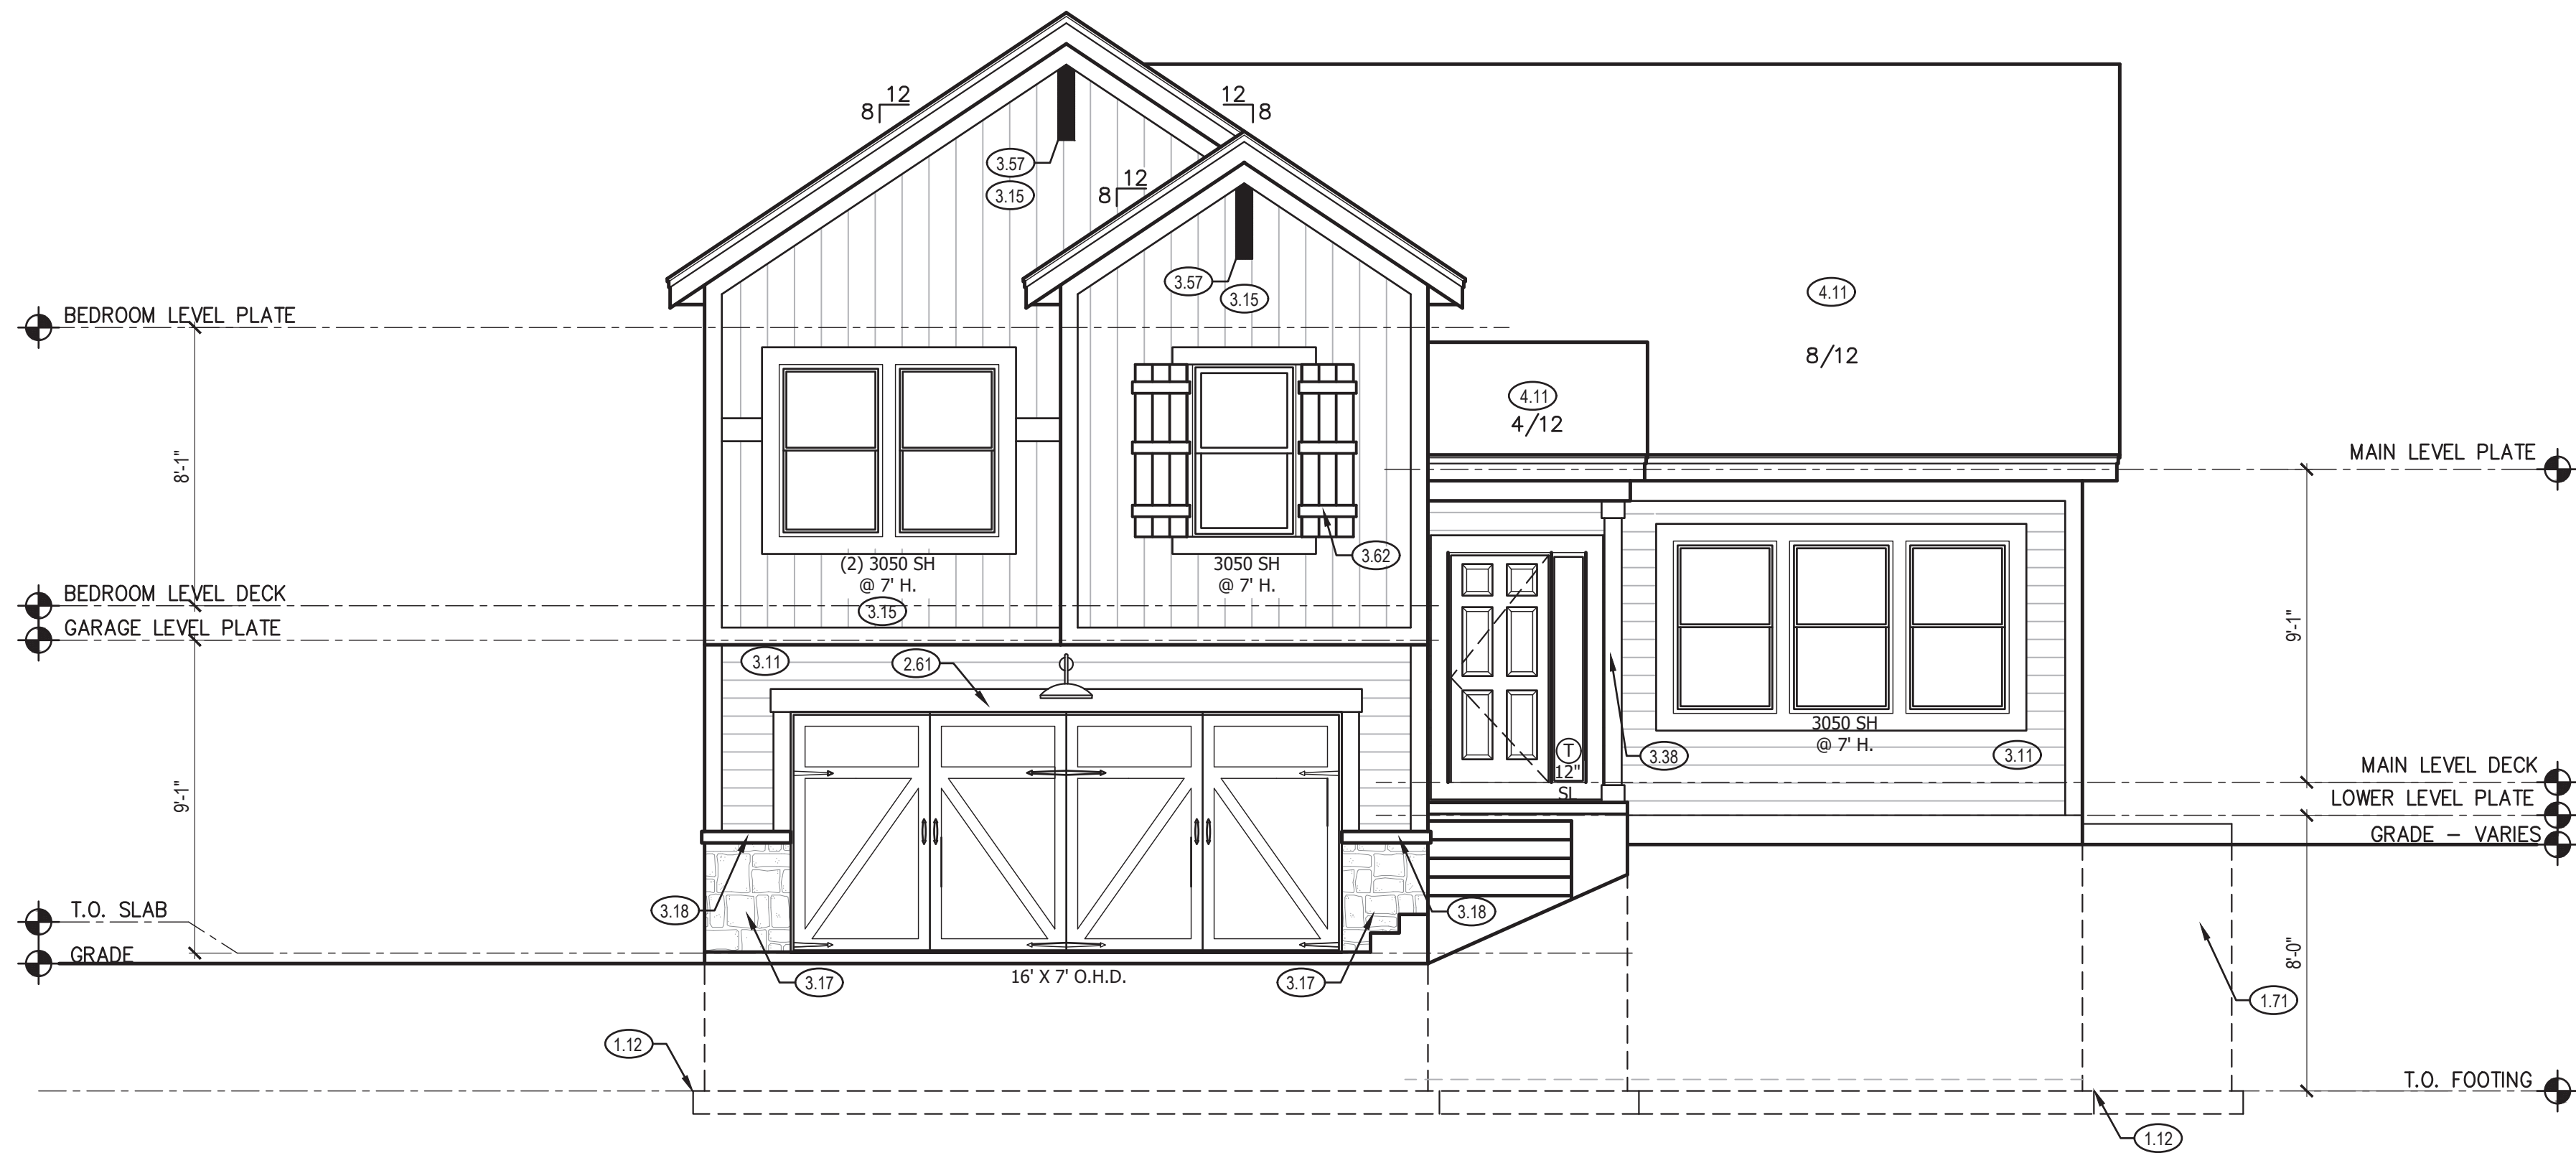 12
8
12
8
3.57
3.15
12
8
3.57
3.15
4.11
8/12
BEDROOM LEVEL PLATE
4.11
4/12
MAIN LEVEL PLATE
8'-1"
3.62
(2) 3050 SH
@ 7' H.
3050 SH
@ 7' H.
BEDROOM LEVEL DECK
3.15
GARAGE LEVEL PLATE
9'-1"
3.11
2.61
3050 SH
@ 7' H.
T
12"
SL
3.38
3.11
MAIN LEVEL DECK
LOWER LEVEL PLATE
GRADE - VARIES
9'-1"
T.O. SLAB
3.18
3.18
GRADE
8'-0"
3.17
16' X 7' O.H.D.
3.17
1.71
1.12
T.O. FOOTING
1.12